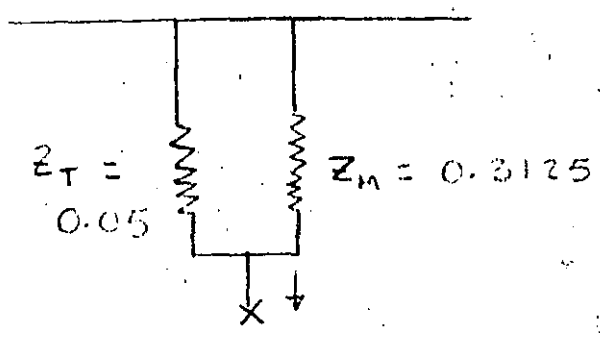 Z_T =
0.05
Z_M = 0.3125
X